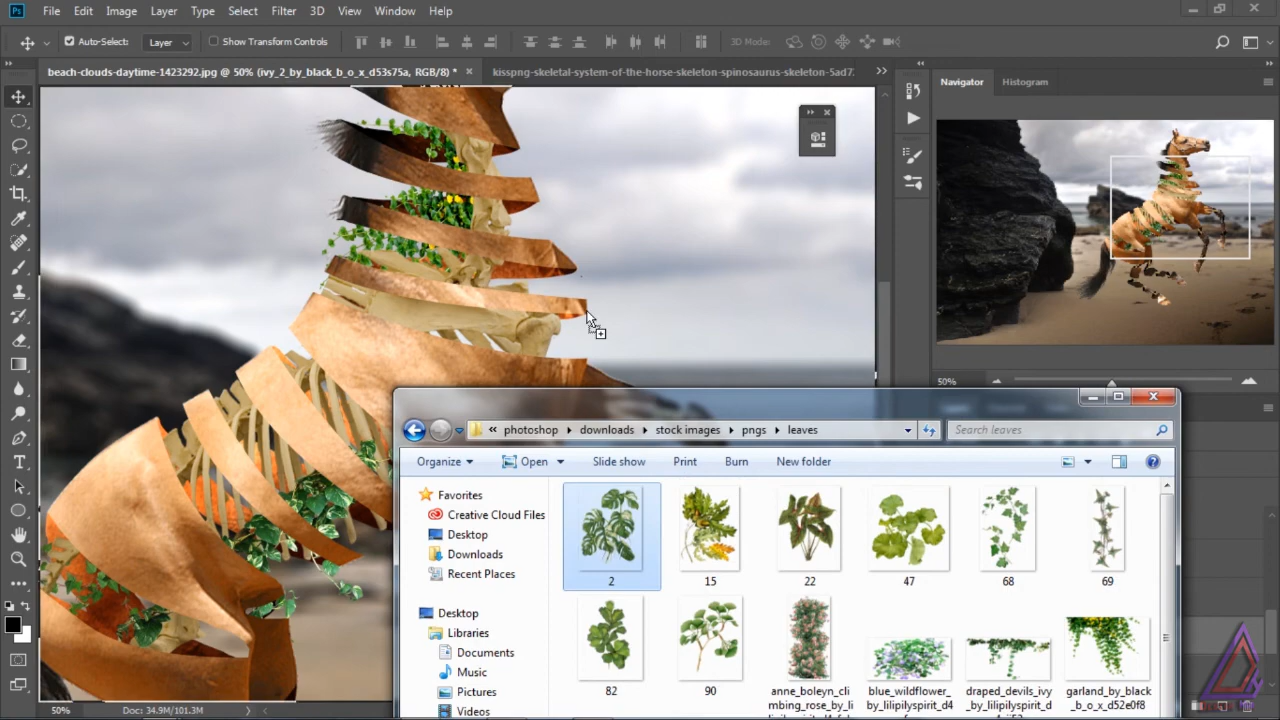 Ps File Edit Image Layer Type Select Filter 3D View Window Help
Auto-Select: Layer Show Transform Controls 3D Mode:
beach-clouds-daytime-1423292.jpg @ 50% (ivy_2_by_black_b_o_x_d53s75a, RGB/8) * ×
kisspng-skeletal-system-of-the-horse-skeleton-spinosaurus-skeleton-5ad7
Navigator Histogram
50%
« photoshop downloads stock images pngs leaves
Search leaves
Organize Open Slide show Print Burn New folder
Favorites
Creative Cloud Files
Desktop
Downloads
Recent Places
Desktop
Libraries
Documents
Music
Pictures
Videos
2 15 22 47 68 69
82 90
anne_boleyn_cli
mbing_rose_by_li
blue_wildflower_
by_lilipilyspirit_d4
draped_devils_ivy
_by_lilipilyspirit_d
garland_by_black
_b_o_x_d52e0f8
50% Doc: 34.9M/101.3M